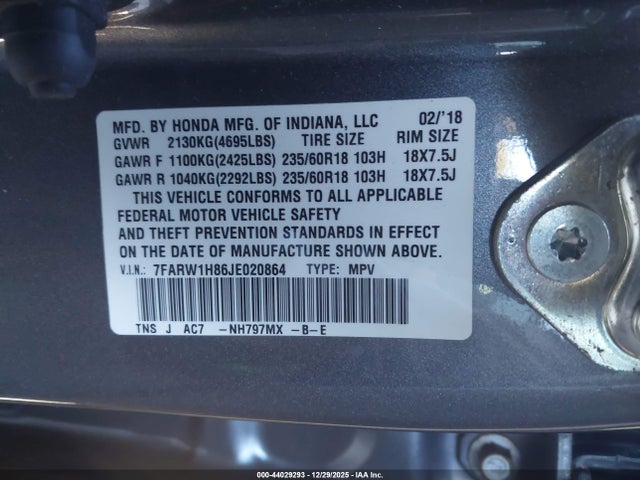 MFD. BY HONDA MFG. OF INDIANA, LLC 02/'18
GVWR 2130KG(4695LBS) TIRE SIZE RIM SIZE
GAWR F 1100KG(2425LBS) 235/60R18 103H 18X7.5J
GAWR R 1040KG(2292LBS) 235/60R18 103H 18X7.5J
THIS VEHICLE CONFORMS TO ALL APPLICABLE
FEDERAL MOTOR VEHICLE SAFETY
AND THEFT PREVENTION STANDARDS IN EFFECT
ON THE DATE OF MANUFACTURE SHOWN ABOVE.
V.I.N.: 7FARW1H86JE020864 TYPE: MPV
TNS J AC7 -NH797MX -B-E
000-44029293 - 12/29/2025 - IAA Inc.